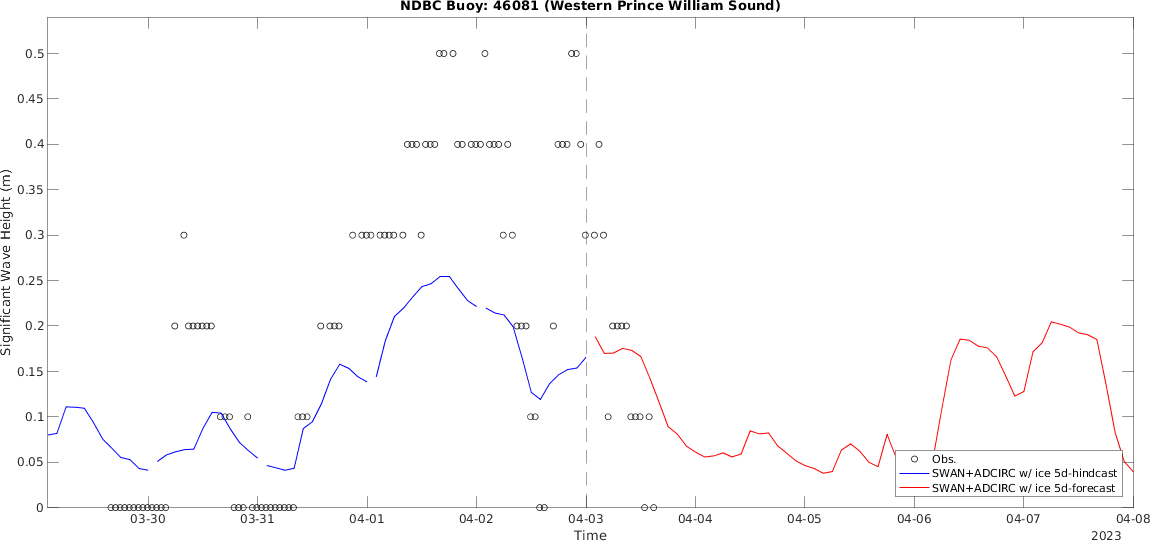 NDBC Buoy: 46081 (Western Prince William Sound)
Significant Wave Height (m)
0.5
0.45
0.4
0.35
0.3
0.25
0.2
0.15
0.1
0.05
0
Obs.
SWAN+ADCIRC w/ ice 5d-hindcast
SWAN+ADCIRC w/ ice 5d-forecast
03-30 03-31 04-01 04-02 04-03 04-04 04-05 04-06 04-07 04-08
Time
2023